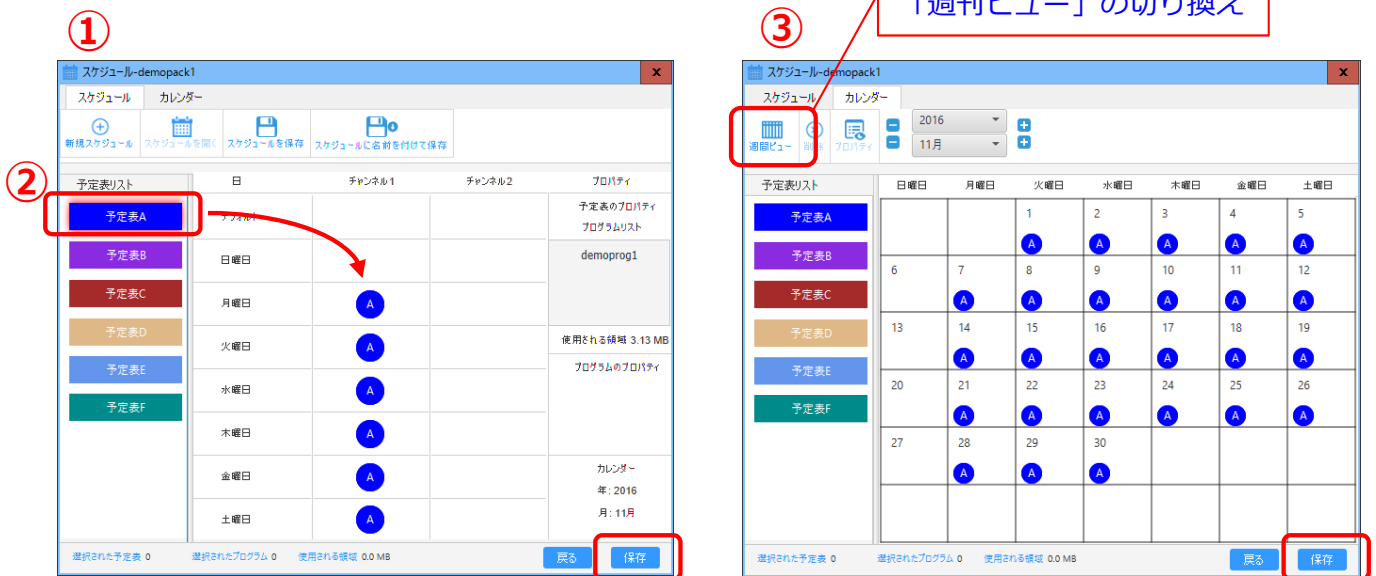 「週刊ビュー」の切り換え
①
スケジュール-demopack1
x
スケジュール カレンダー
新規スケジュール スケジュールを開く スケジュールを保存 スケジュールに名前を付けて保存
②
予定表リスト 日 チャンネル1 チャンネル2 プロパティ
予定表A
予定表B
予定表C
予定表D
予定表E
予定表F
日曜日
月曜日 A
火曜日 A
水曜日 A
木曜日 A
金曜日 A
土曜日 A
予定表のプロパティ
プログラムリスト
demoprog1
使用される領域 3.13 MB
プログラムのプロパティ
カレンダー
年: 2016
月: 11月
選択された予定表 0 選択されたプログラム 0 使用される領域 0.0 MB
戻る 保存
③
スケジュール-demopack1
x
スケジュール カレンダー
週間ビュー 削除 プロパティ
2016
11月
予定表リスト 日曜日 月曜日 火曜日 水曜日 木曜日 金曜日 土曜日
予定表A
予定表B
予定表C
予定表D
予定表E
予定表F
1 2 3 4 5
A A A A A
6 7 8 9 10 11 12
A A A A A A
13 14 15 16 17 18 19
A A A A A A
20 21 22 23 24 25 26
A A A A A A
27 28 29 30
A A A
選択された予定表 0 選択されたプログラム 0 使用される領域 0.0 MB
戻る 保存